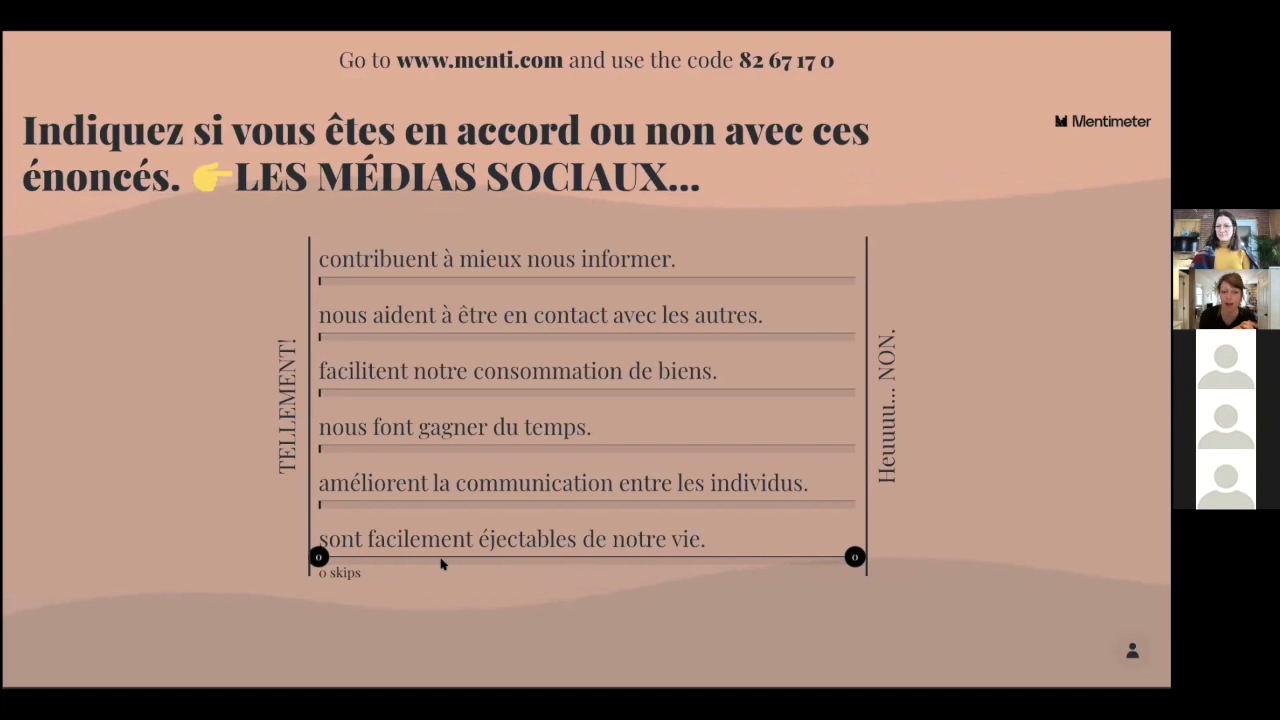 Go to www.menti.com and use the code 82 67 17 0
Indiquez si vous êtes en accord ou non avec ces
énoncés. 👉LES MÉDIAS SOCIAUX...
Mentimeter
TELLEMENT!
contribuent à mieux nous informer.
nous aident à être en contact avec les autres.
facilitent notre consommation de biens.
nous font gagner du temps.
améliorent la communication entre les individus.
sont facilement éjectables de notre vie.
0
0
0 skips
Heuuuu... NON.